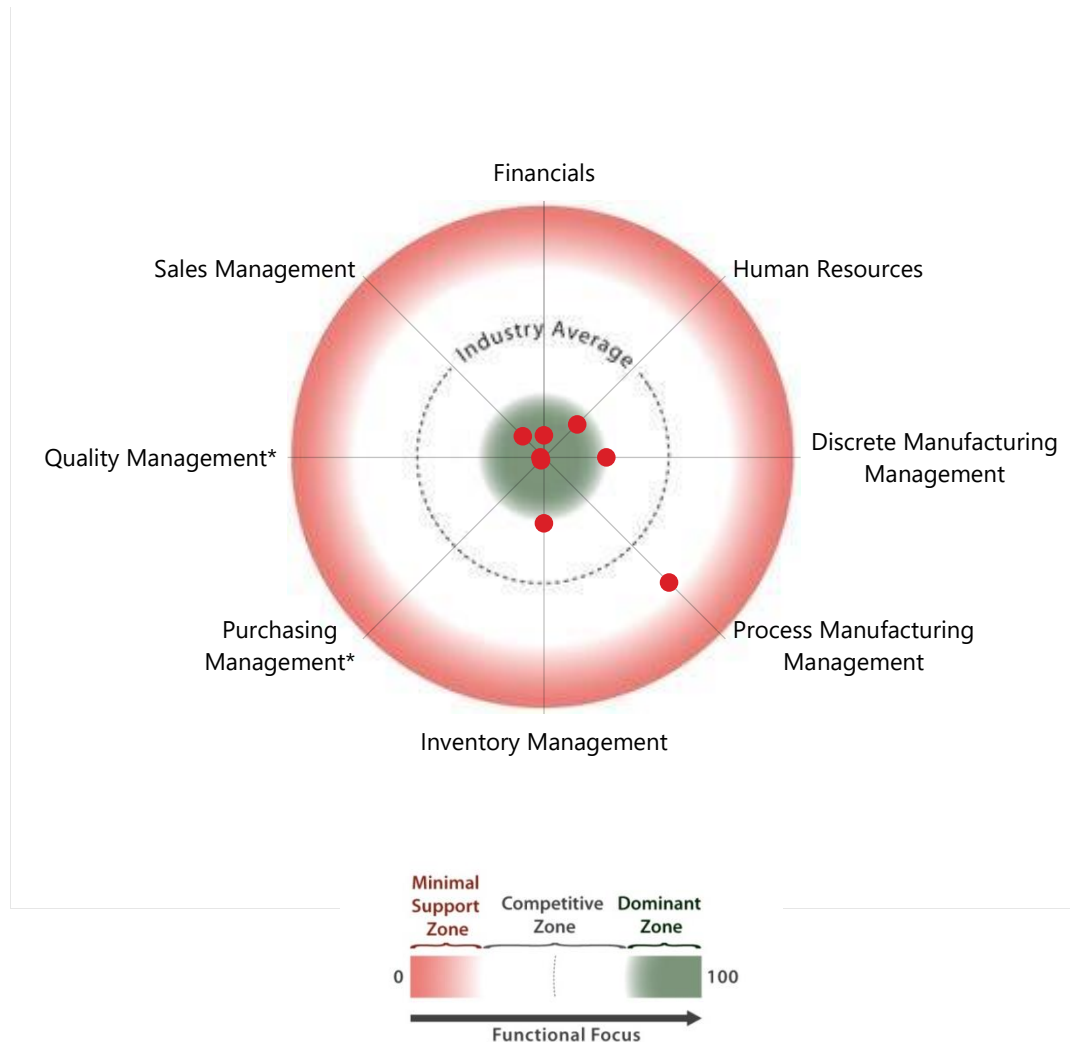 Financials
Sales Management
Human Resources
Industry Average
Quality Management*
Discrete Manufacturing
Management
Purchasing
Management*
Process Manufacturing
Management
Inventory Management
Minimal
Support
Zone
Competitive
Zone
Dominant
Zone
0
100
Functional Focus